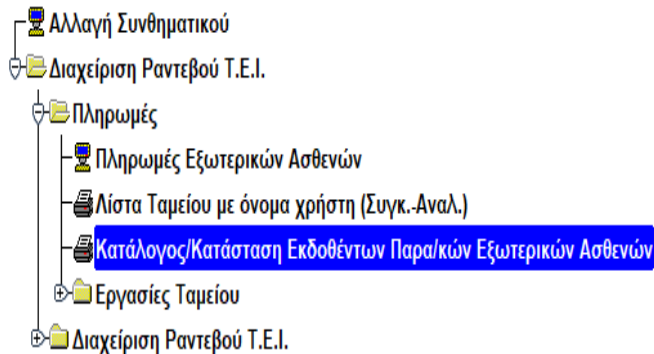 Αλλαγή Συνθηματικού
Διαχείριση Ραντεβού Τ.Ε.Ι.
Πληρωμές
Πληρωμές Εξωτερικών Ασθενών
Λίστα Ταμείου με όνομα χρήστη (Συγκ.-Αναλ.)
Κατάλογος/Κατάσταση Εκδοθέντων Παρα/κών Εξωτερικών Ασθενών
Εργασίες Ταμείου
Διαχείριση Ραντεβού Τ.Ε.Ι.